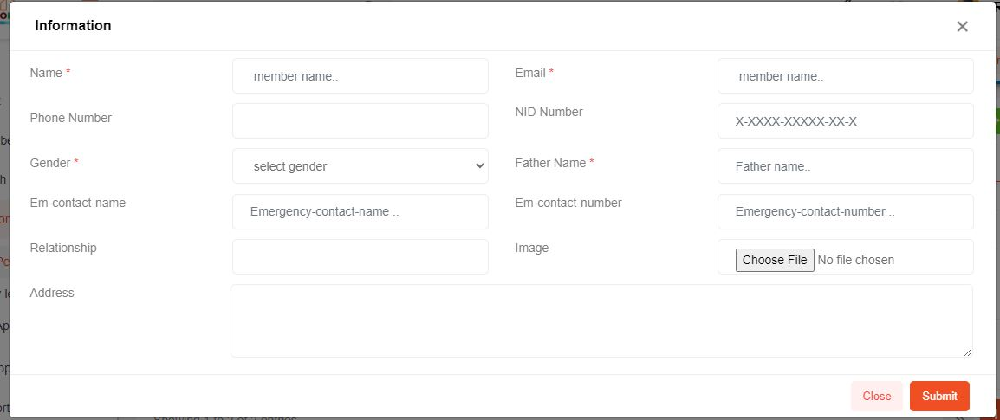 Information ×
Name * member name.. Email * member name..
Phone Number NID Number X-XXXX-XXXXX-XX-X
Gender * select gender Father Name * Father name..
Em-contact-name Emergency-contact-name .. Em-contact-number Emergency-contact-number ..
Relationship Image Choose File No file chosen
Address
Close Submit